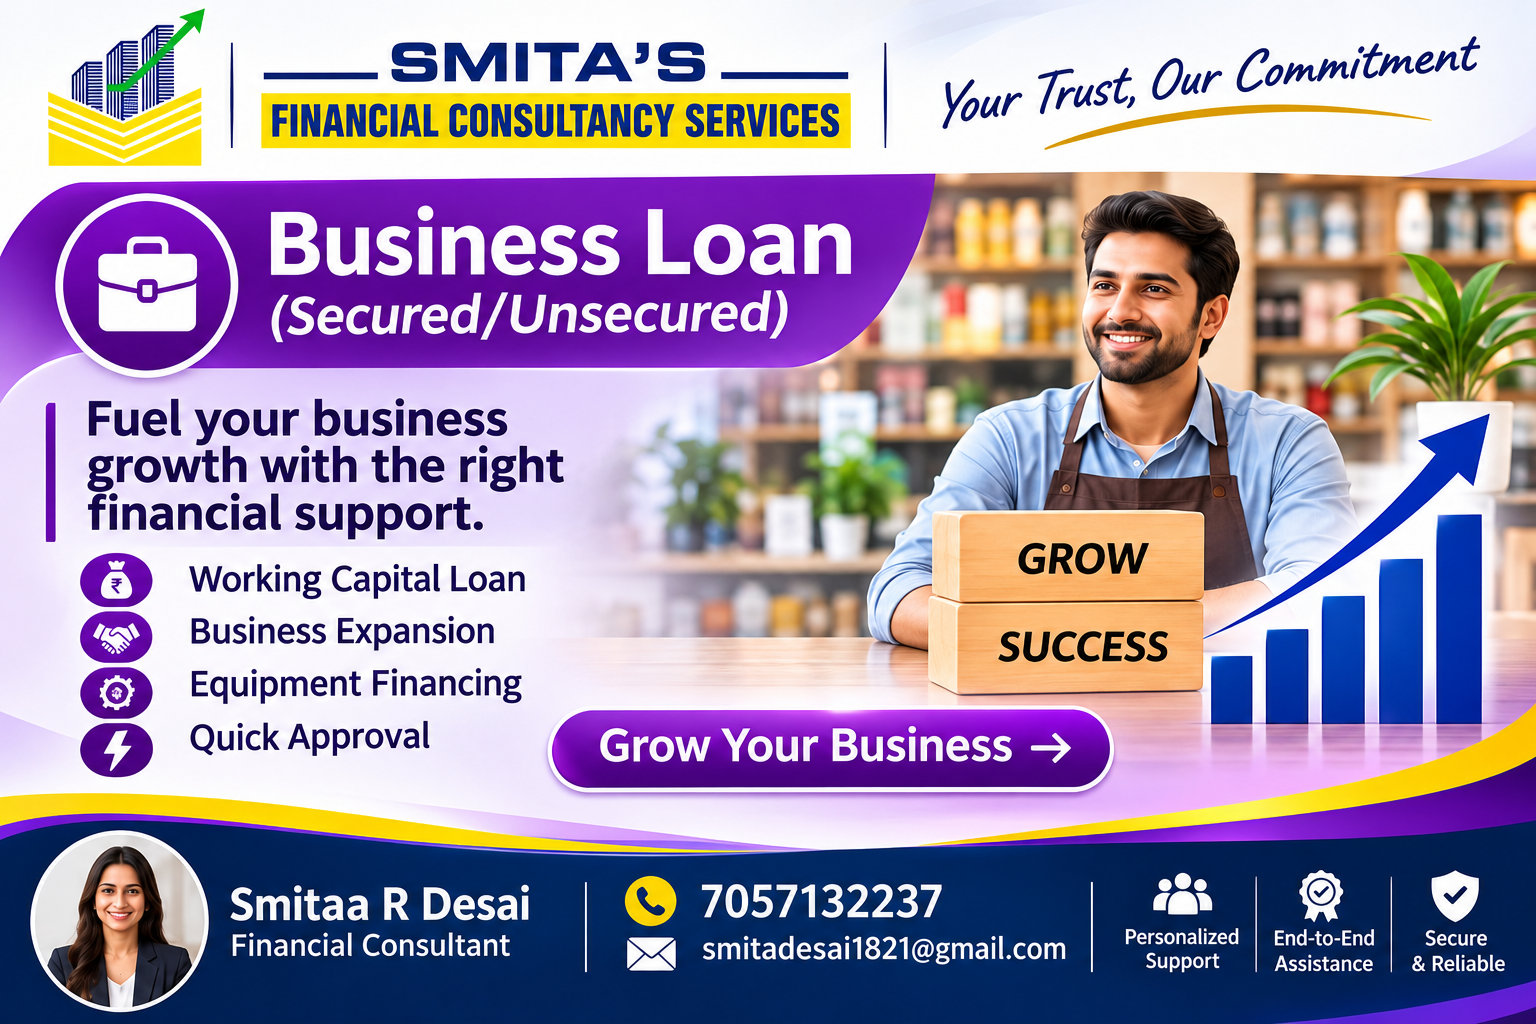 SMITA'S
FINANCIAL CONSULTANCY SERVICES
Your Trust, Our Commitment
Business Loan
(Secured/Unsecured)
Fuel your business
growth with the right
financial support.
₹
Working Capital Loan
Business Expansion
Equipment Financing
Quick Approval
GROW
SUCCESS
Grow Your Business →
Smitaa R Desai
Financial Consultant
7057132237
smitadesai1821@gmail.com
Personalized
Support
End-to-End
Assistance
Secure
& Reliable